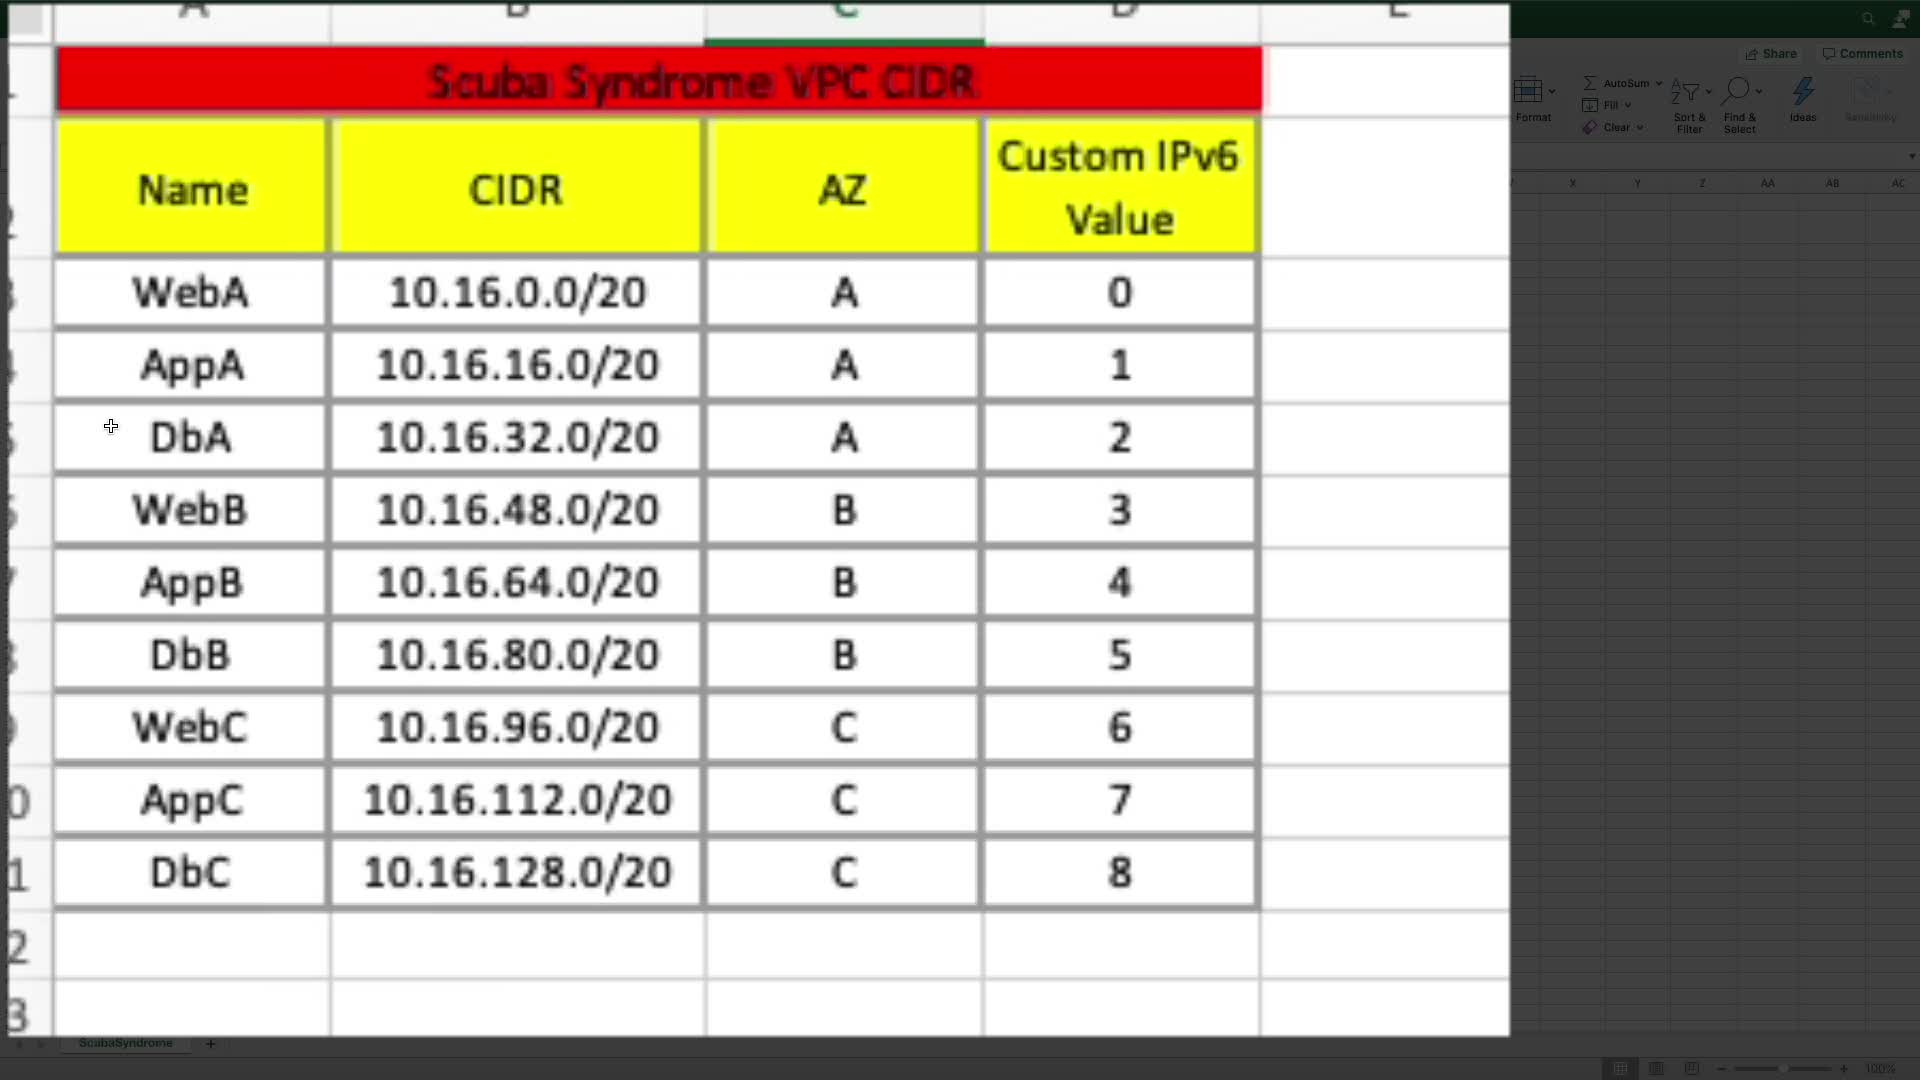 A B C D E
Share Comments
Scuba Syndrome VPC CIDR
Format AutoSum Fill Clear Sort & Filter Find & Select Ideas Sensitivity
Name CIDR AZ Custom IPv6 Value
X Y Z AA AB AC
WebA 10.16.0.0/20 A 0
AppA 10.16.16.0/20 A 1
DbA 10.16.32.0/20 A 2
WebB 10.16.48.0/20 B 3
AppB 10.16.64.0/20 B 4
DbB 10.16.80.0/20 B 5
WebC 10.16.96.0/20 C 6
AppC 10.16.112.0/20 C 7
DbC 10.16.128.0/20 C 8
ScubaSyndrome +
100%